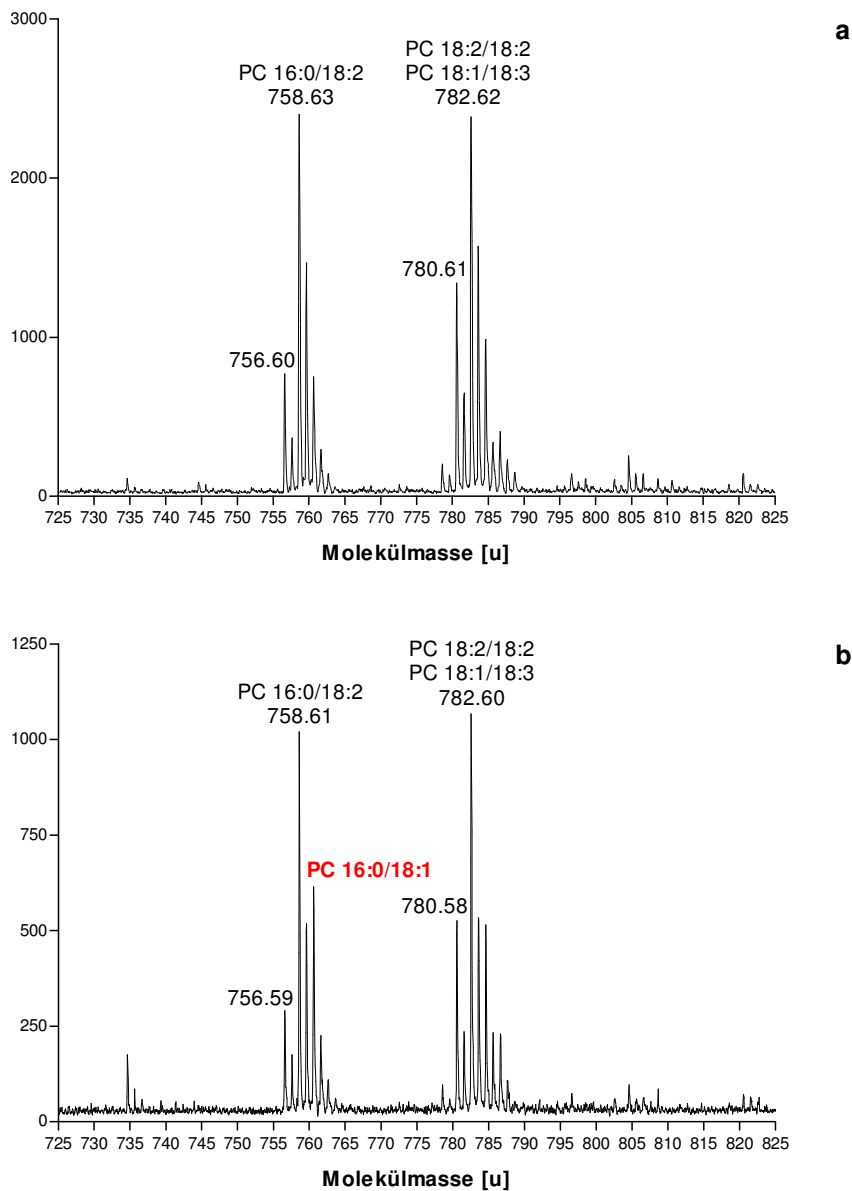 a
3000
PC 18:2/18:2
PC 16:0/18:2 PC 18:1/18:3
758.63 782.62
2000
780.61
1000
756.60
0
725 730 735 740 745 750 755 760 765 770 775 780 785 790 795 800 805 810 815 820 825
Molekülmasse [u]
b
1250
PC 18:2/18:2
PC 18:1/18:3
PC 16:0/18:2 782.60
758.61
1000
PC 16:0/18:1
750
780.58
500
756.59
250
0
725 730 735 740 745 750 755 760 765 770 775 780 785 790 795 800 805 810 815 820 825
Molekülmasse [u]